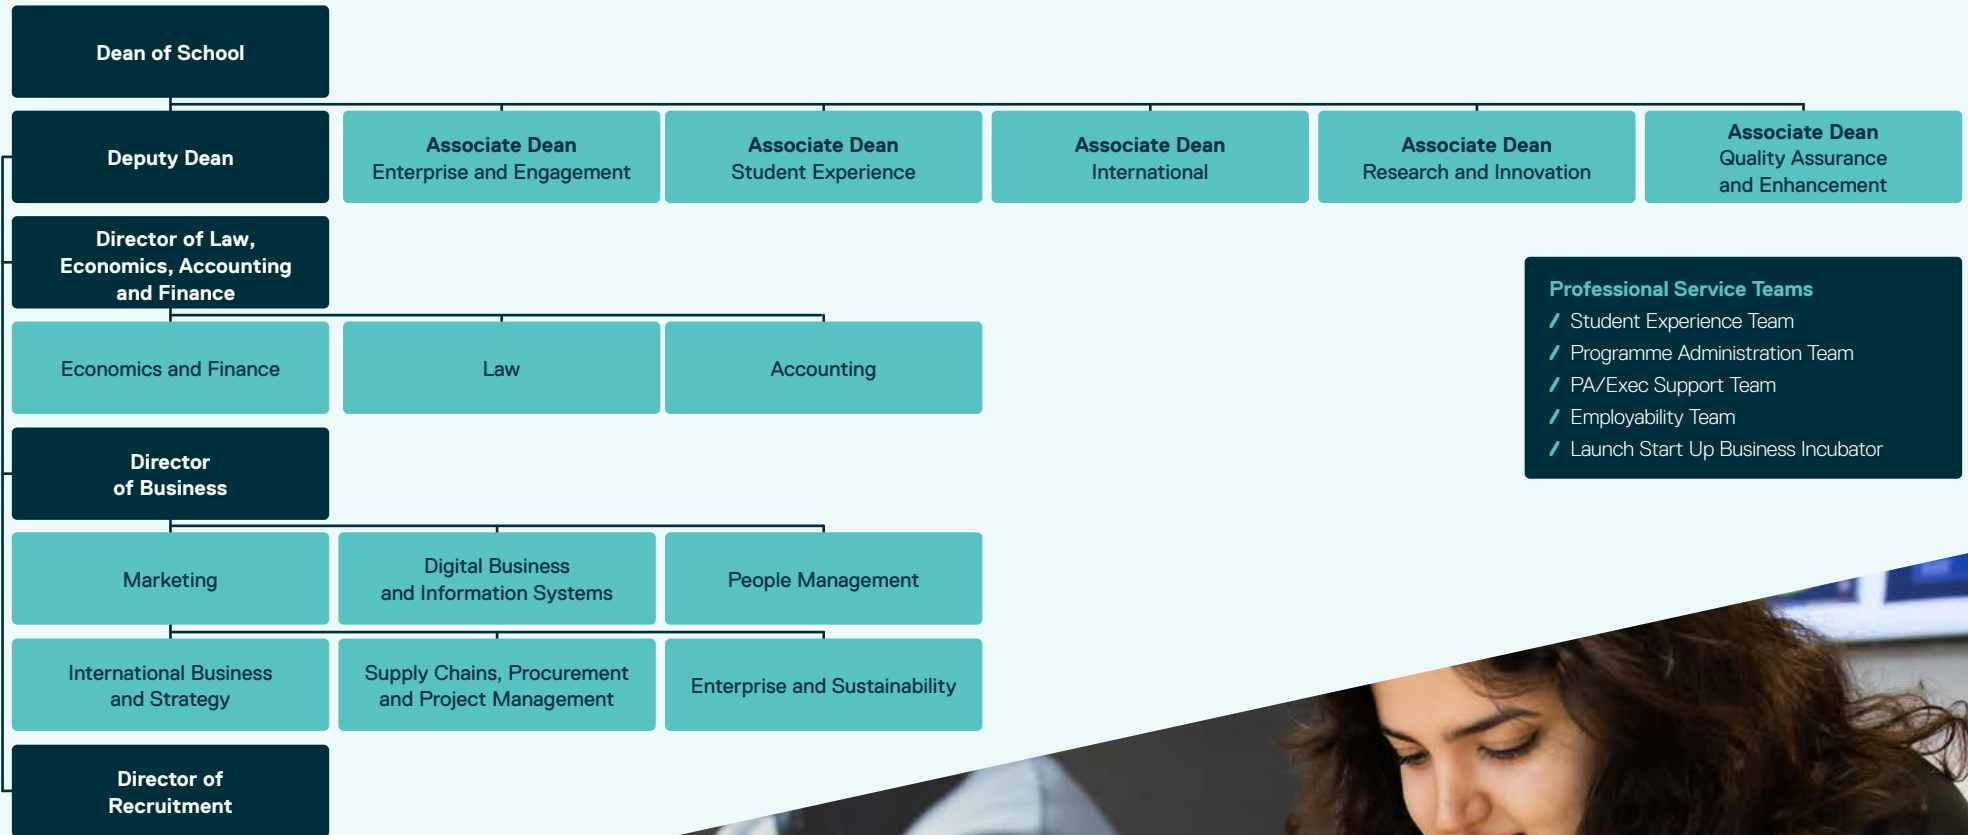 Dean of School
Deputy Dean
Associate Dean
Enterprise and Engagement
Associate Dean
Student Experience
Associate Dean
International
Associate Dean
Research and Innovation
Associate Dean
Quality Assurance
and Enhancement
Director of Law,
Economics, Accounting
and Finance
Economics and Finance
Law
Accounting
Professional Service Teams
Student Experience Team
Programme Administration Team
PA/Exec Support Team
Employability Team
Launch Start Up Business Incubator
Director
of Business
Marketing
Digital Business
and Information Systems
People Management
International Business
and Strategy
Supply Chains, Procurement
and Project Management
Enterprise and Sustainability
Director of
Recruitment